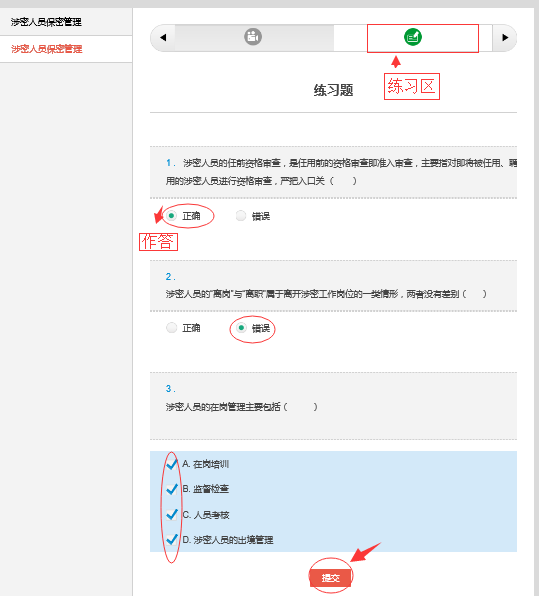 涉密人员保密管理
涉密人员保密管理
练习题
练习区
1． 涉密人员的任前资格审查，是任用前的资格审查即准入审查，主要指对即将被任用、聘
用的涉密人员进行资格审查，严把入口关（　　）
正确
错误
作答
2．
涉密人员的“离岗”与“离职”属于离开涉密工作岗位的一类情形，两者没有差别（　　）
正确
错误
3．
涉密人员的在岗管理主要包括（　　　）
A. 在岗培训
B. 监督检查
C. 人员考核
D. 涉密人员的出境管理
提交